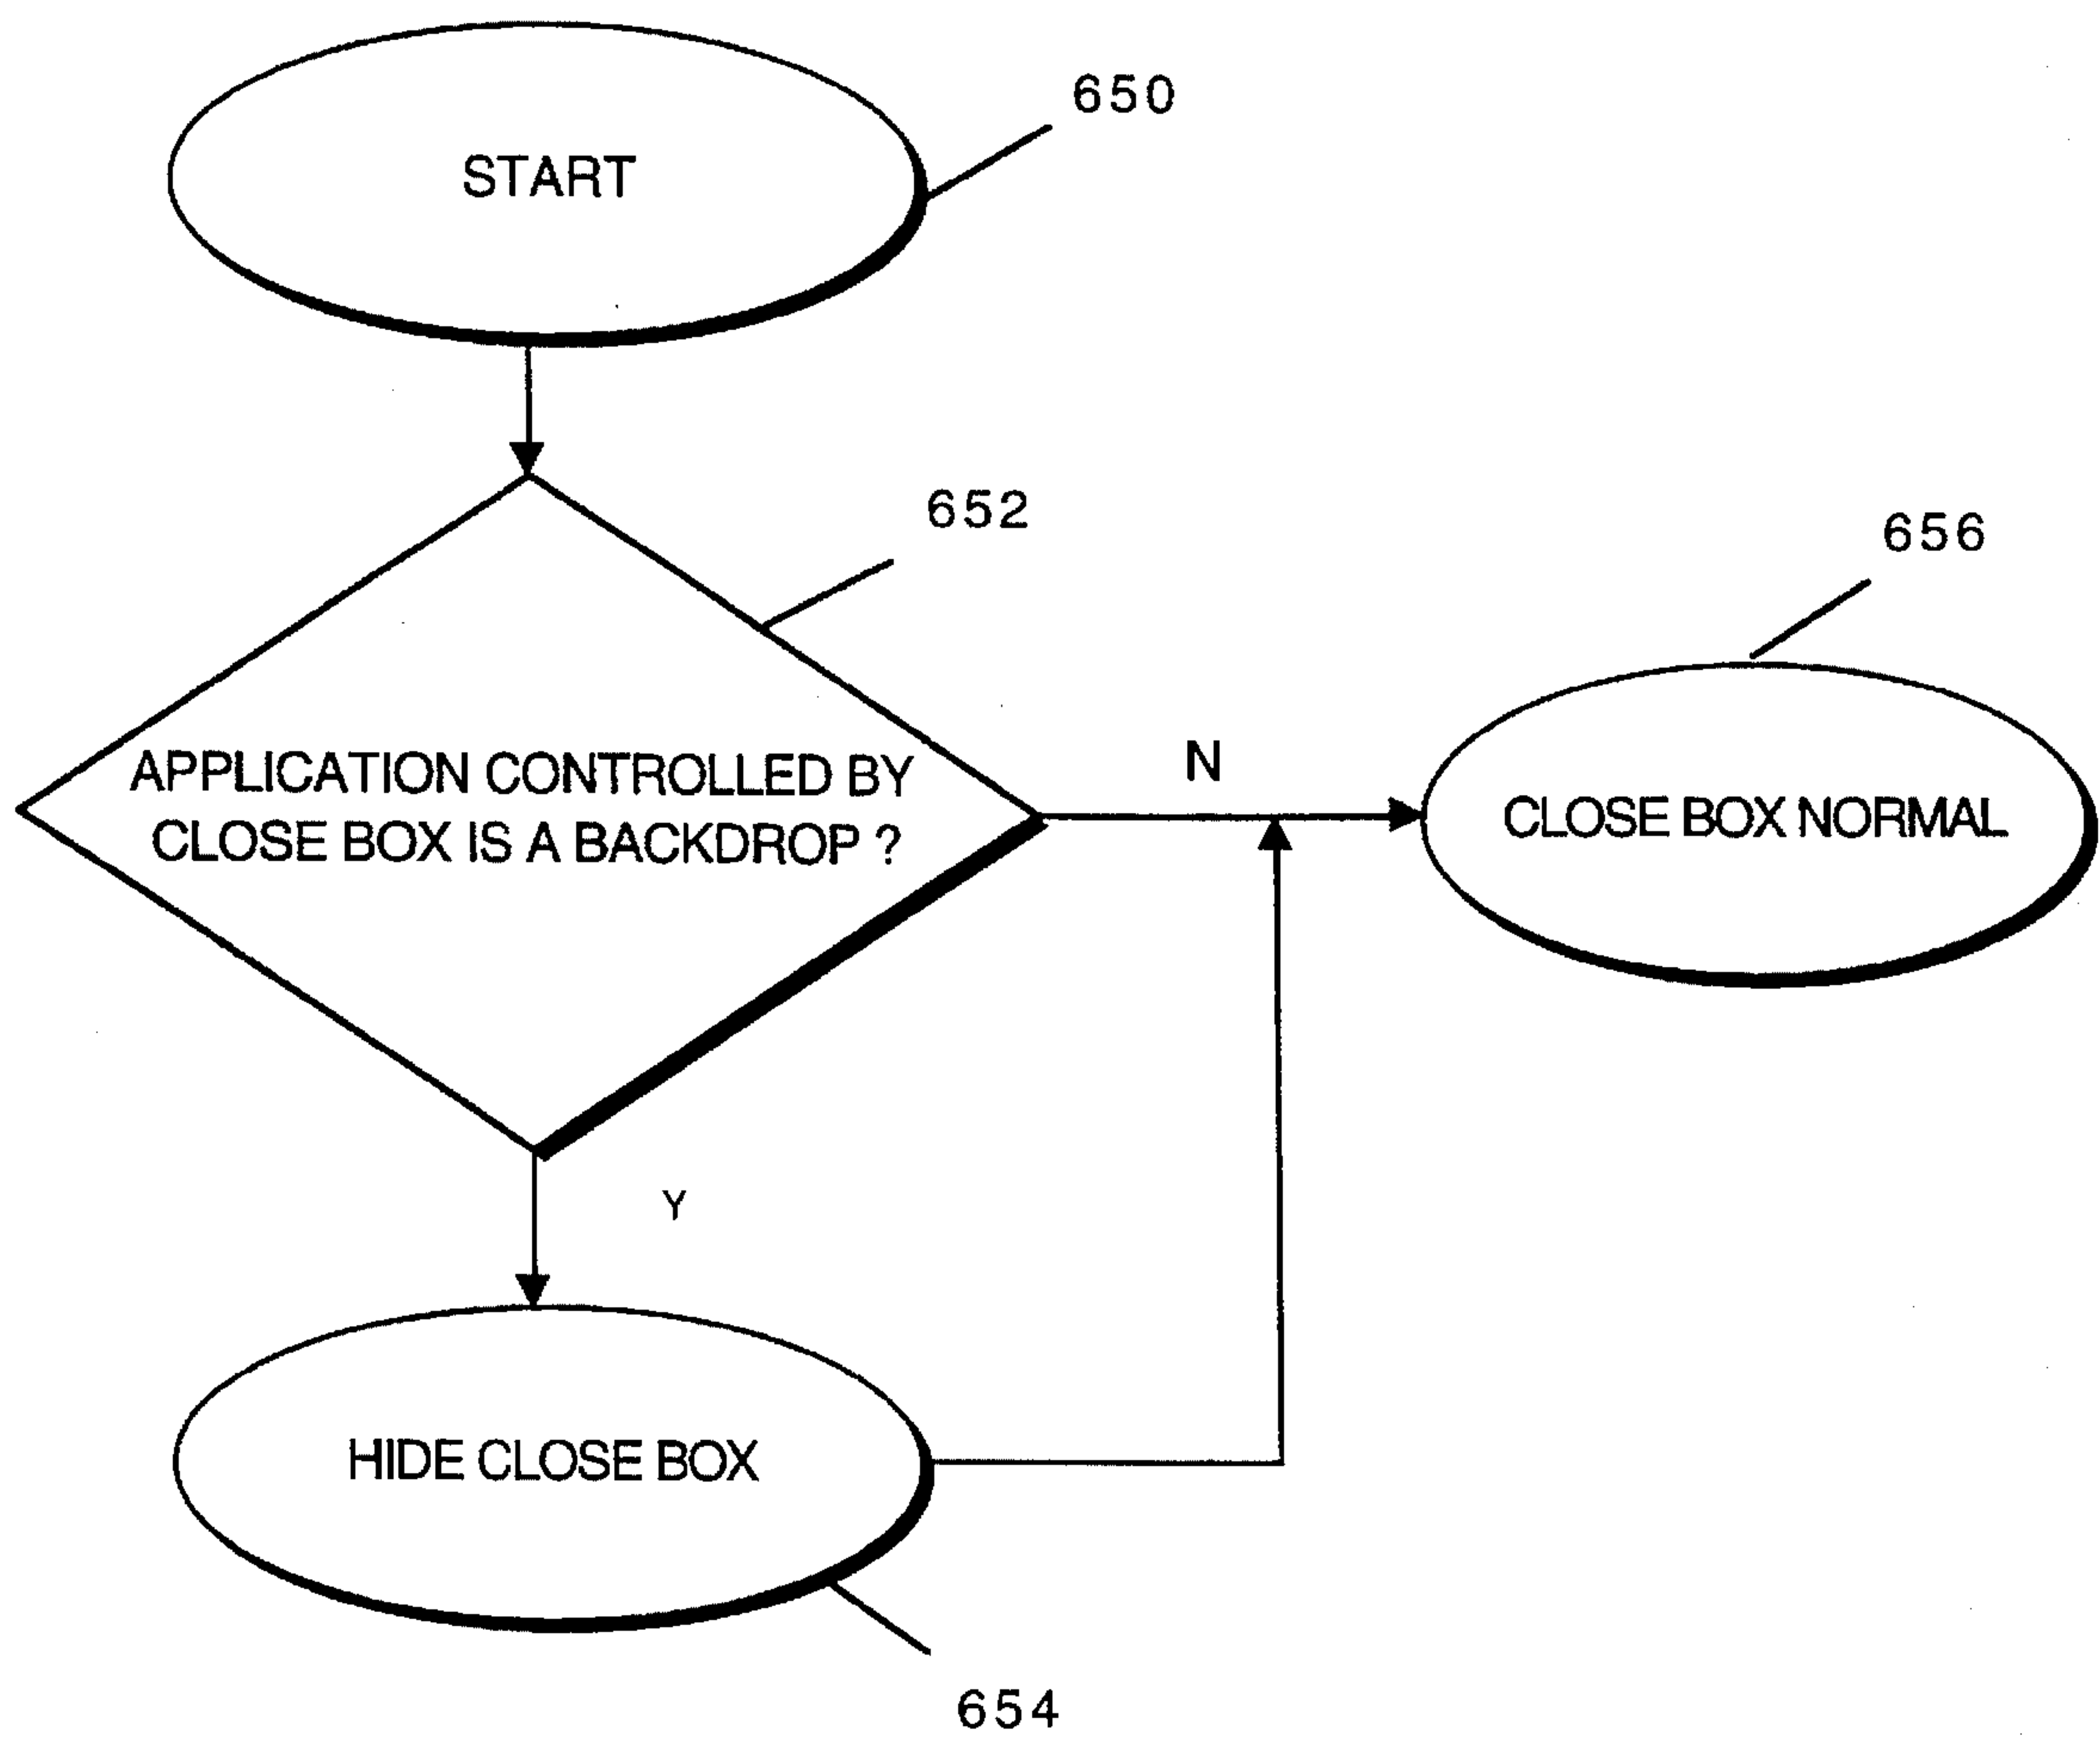 650
START
652
656
APPLICATION CONTROLLED BY
CLOSE BOX IS A BACKDROP ?
N
CLOSE BOX NORMAL
Y
HIDE CLOSE BOX
654